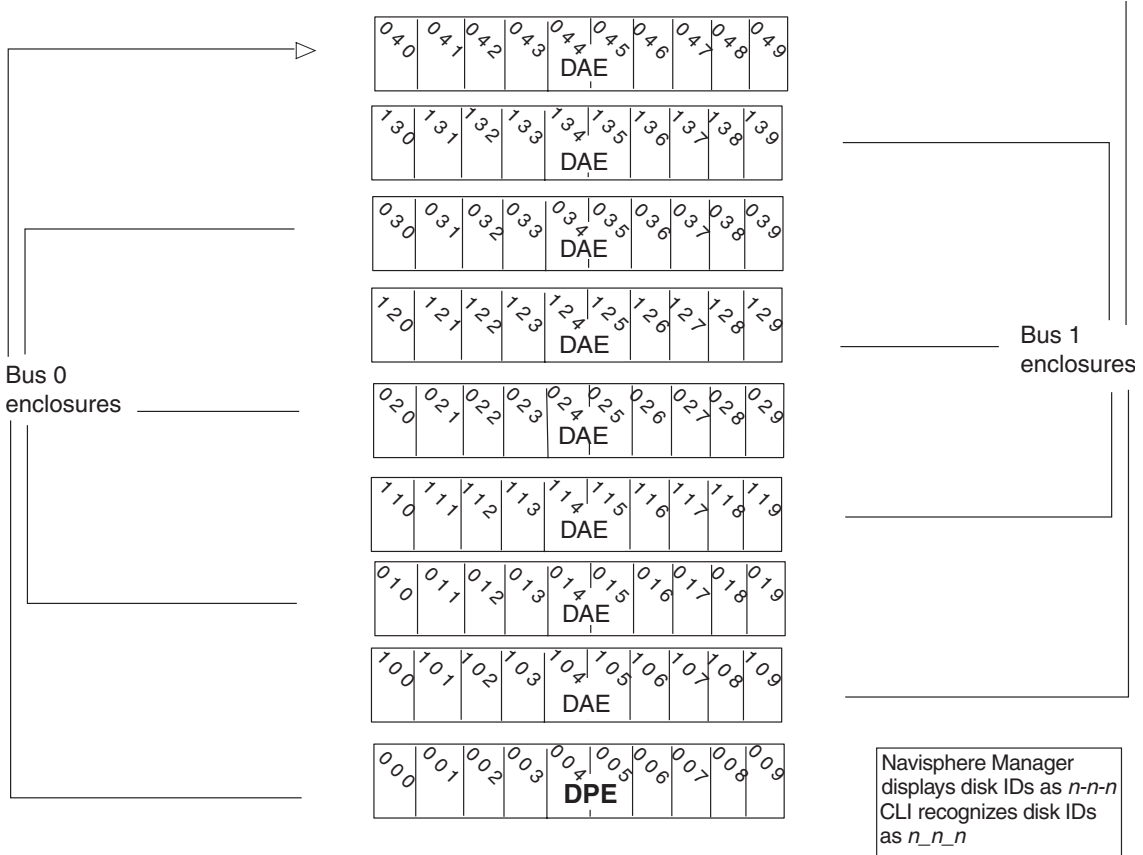 040 041 042 043 044 045 046 047 048 049
DAE
130 131 132 133 134 135 136 137 138 139
DAE
030 031 032 033 034 035 036 037 038 039
DAE
120 121 122 123 124 125 126 127 128 129
DAE
Bus 1
enclosures
Bus 0
enclosures
020 021 022 023 024 025 026 027 028 029
DAE
110 111 112 113 114 115 116 117 118 119
DAE
010 011 012 013 014 015 016 017 018 019
DAE
100 101 102 103 104 105 106 107 108 109
DAE
000 001 002 003 004 005 006 007 008 009
DPE
Navisphere Manager
displays disk IDs as n-n-n
CLI recognizes disk IDs
as n_n_n